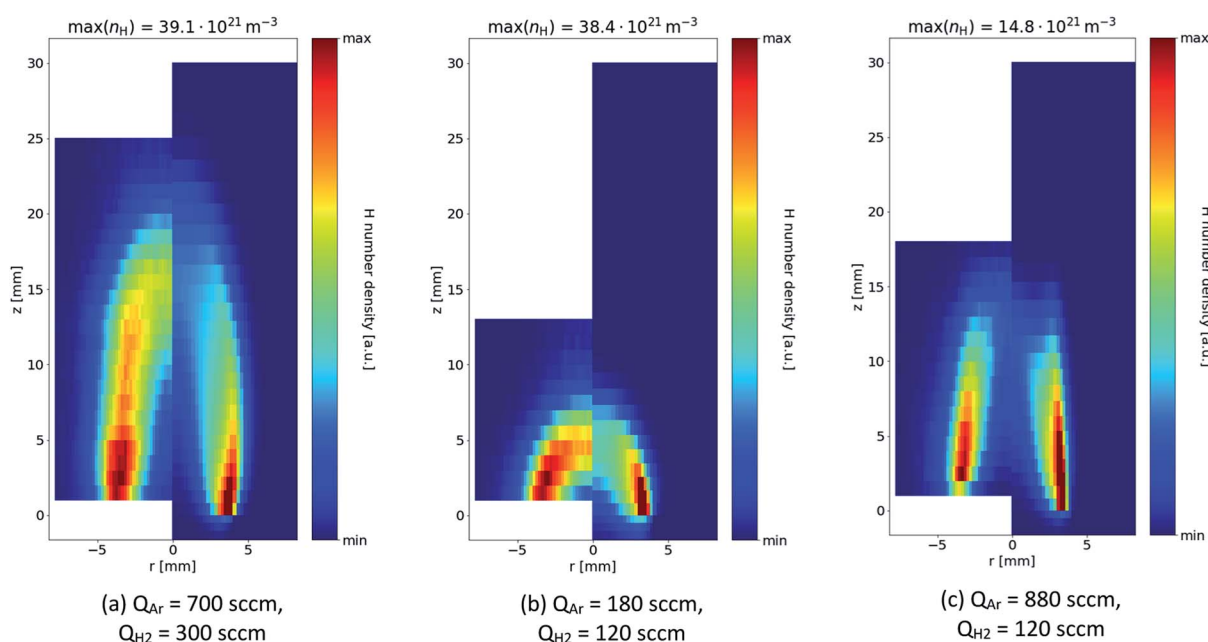 max(n_H) = 39.1 · 10^21 m^−3
max
30
25
20
15
10
5
0
z [mm]
−5 0 5
r [mm]
H number density [a.u.]
min
(a) Q_Ar = 700 sccm,
Q_H2 = 300 sccm
max(n_H) = 38.4 · 10^21 m^−3
max
30
25
20
15
10
5
0
z [mm]
−5 0 5
r [mm]
H number density [a.u.]
min
(b) Q_Ar = 180 sccm,
Q_H2 = 120 sccm
max(n_H) = 14.8 · 10^21 m^−3
max
30
25
20
15
10
5
0
z [mm]
−5 0 5
r [mm]
H number density [a.u.]
min
(c) Q_Ar = 880 sccm,
Q_H2 = 120 sccm